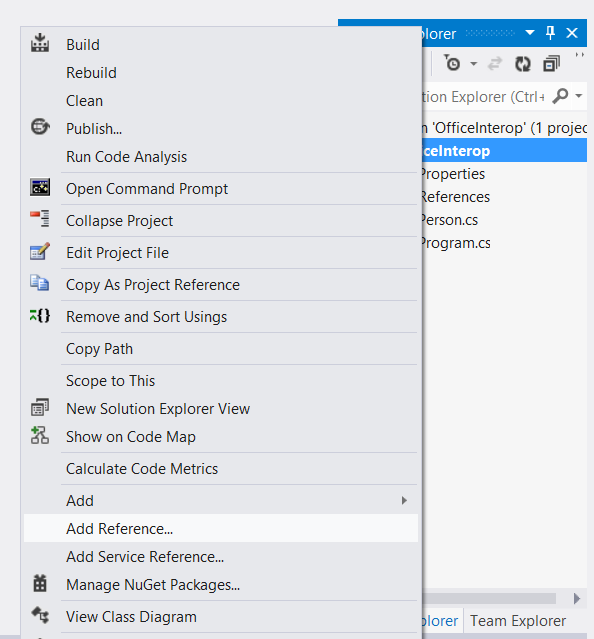 Build
Rebuild
Clean
Publish...
Run Code Analysis
Open Command Prompt
Collapse Project
Edit Project File
Copy As Project Reference
Remove and Sort Usings
Copy Path
Scope to This
New Solution Explorer View
Show on Code Map
Calculate Code Metrics
Add
Add Reference...
Add Service Reference...
Manage NuGet Packages...
View Class Diagram
plorer
tion Explorer (Ctrl+
n 'OfficeInterop' (1 projec
ceInterop
Properties
References
Person.cs
Program.cs
plorer Team Explorer